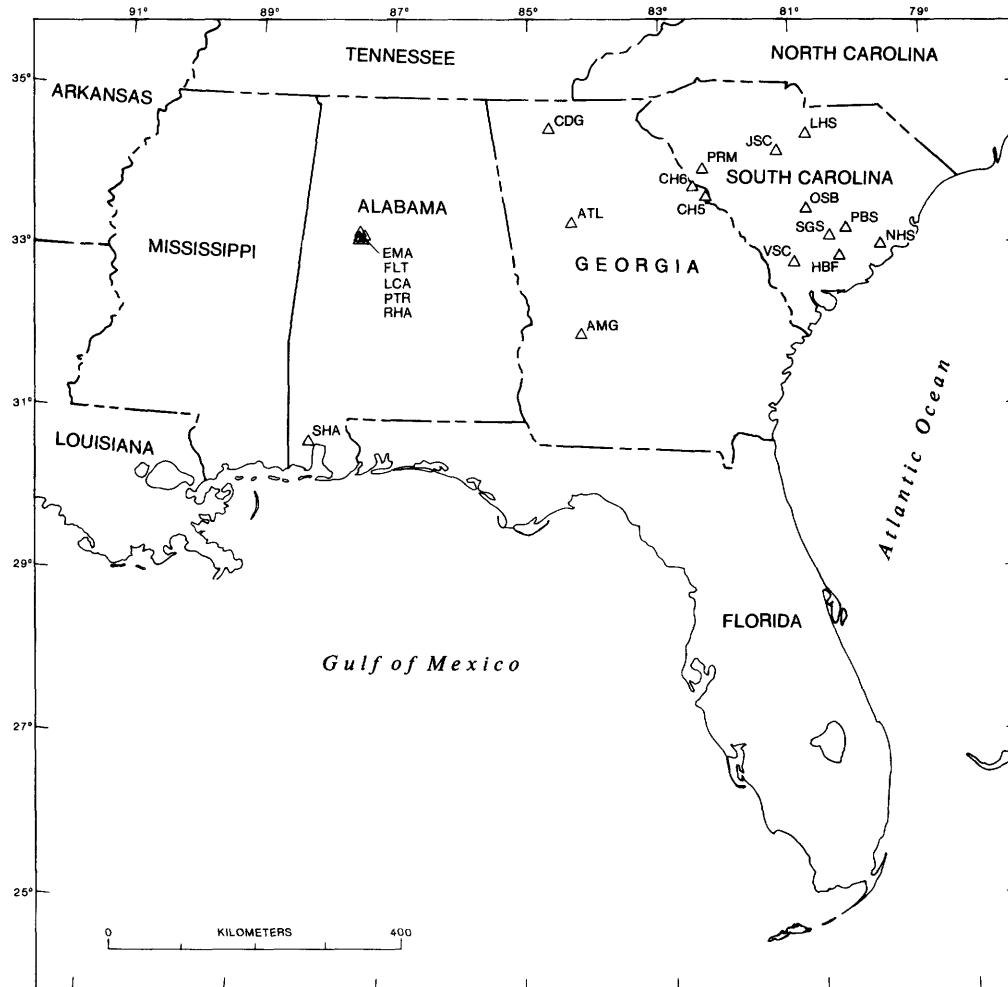 91° 89° 87° 85° 83° 81° 79°
35°
TENNESSEE
NORTH CAROLINA
ARKANSAS
CDG
LHS
JSC
PRM
CH6
SOUTH CAROLINA
CH5
OSB
ALABAMA
ATL
PBS
SGS
NHS
33°
MISSISSIPPI
EMA
FLT
LCA
PTR
RHA
GEORGIA
VSC
HBF
AMG
31°
LOUISIANA
SHA
Atlantic Ocean
29°
FLORIDA
Gulf of Mexico
27°
25°
0 KILOMETERS 400